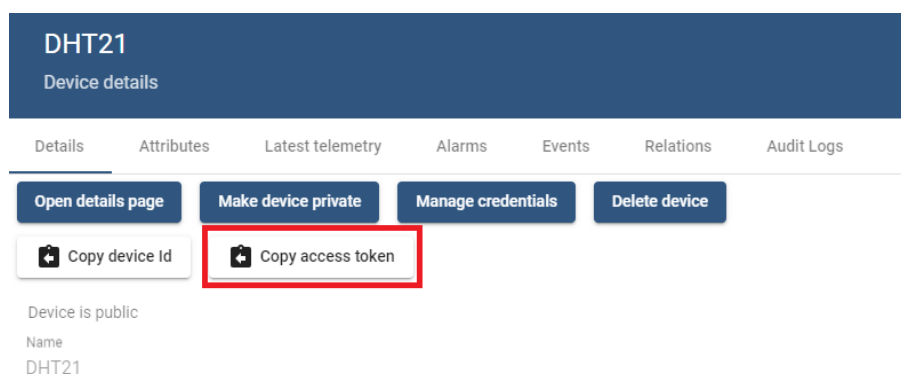 DHT21
Device details
Details Attributes Latest telemetry Alarms Events Relations Audit Logs
Open details page Make device private Manage credentials Delete device
Copy device Id Copy access token
Device is public
Name
DHT21